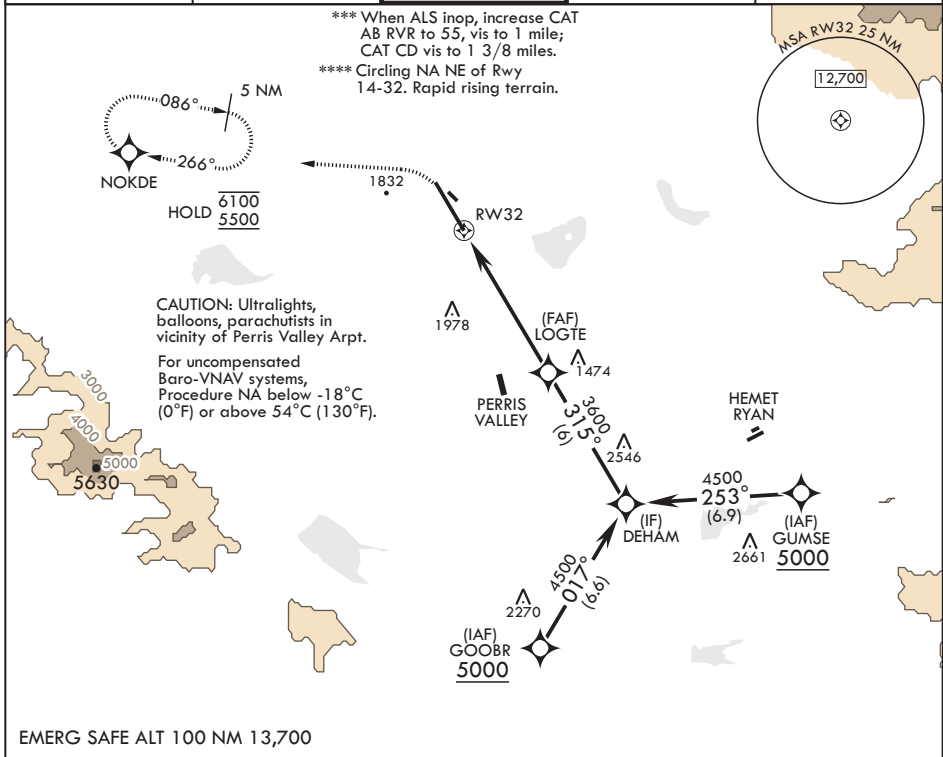 *** When ALS inop, increase CAT
AB RVR to 55, vis to 1 mile;
CAT CD vis to 1 3/8 miles.
**** Circling NA NE of Rwy
14-32. Rapid rising terrain.
MSA RW32 25 NM
12,700
086°
5 NM
266°
NOKDE
HOLD
6100
5500
1832
RW32
CAUTION: Ultralights,
balloons, parachutists in
vicinity of Perris Valley Arpt.
For uncompensated
Baro-VNAV systems,
Procedure NA below -18°C
(0°F) or above 54°C (130°F).
1978
(FAF)
LOGTE
1474
PERRIS
VALLEY
3600
315°
(6)
2546
HEMET
RYAN
3000
4000
5000
5630
4500
253°
(6.9)
(IF)
DEHAM
(IAF)
GUMSE
5000
2661
4500
017°
(6.6)
2270
(IAF)
GOOBR
5000
EMERG SAFE ALT 100 NM 13,700